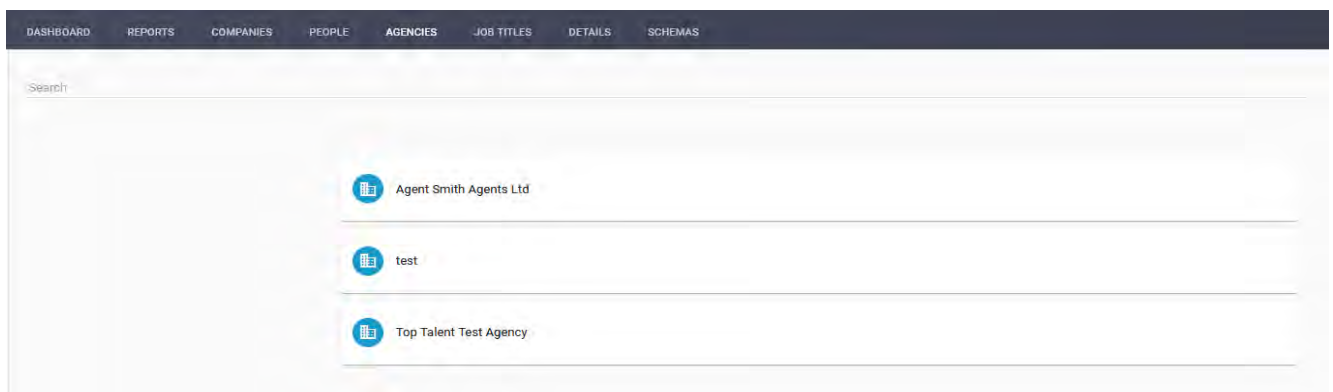 DASHBOARD REPORTS COMPANIES PEOPLE AGENCIES JOB TITLES DETAILS SCHEMAS
Search
Agent Smith Agents Ltd
test
Top Talent Test Agency